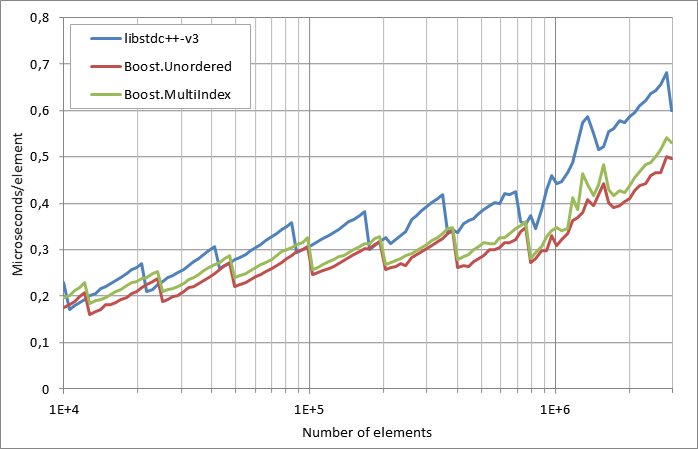 0,8
0,7
0,6
0,5
0,4
0,3
0,2
0,1
0
Microseconds/element
libstdc++-v3
Boost.Unordered
Boost.MultiIndex
1E+4
1E+5
1E+6
Number of elements